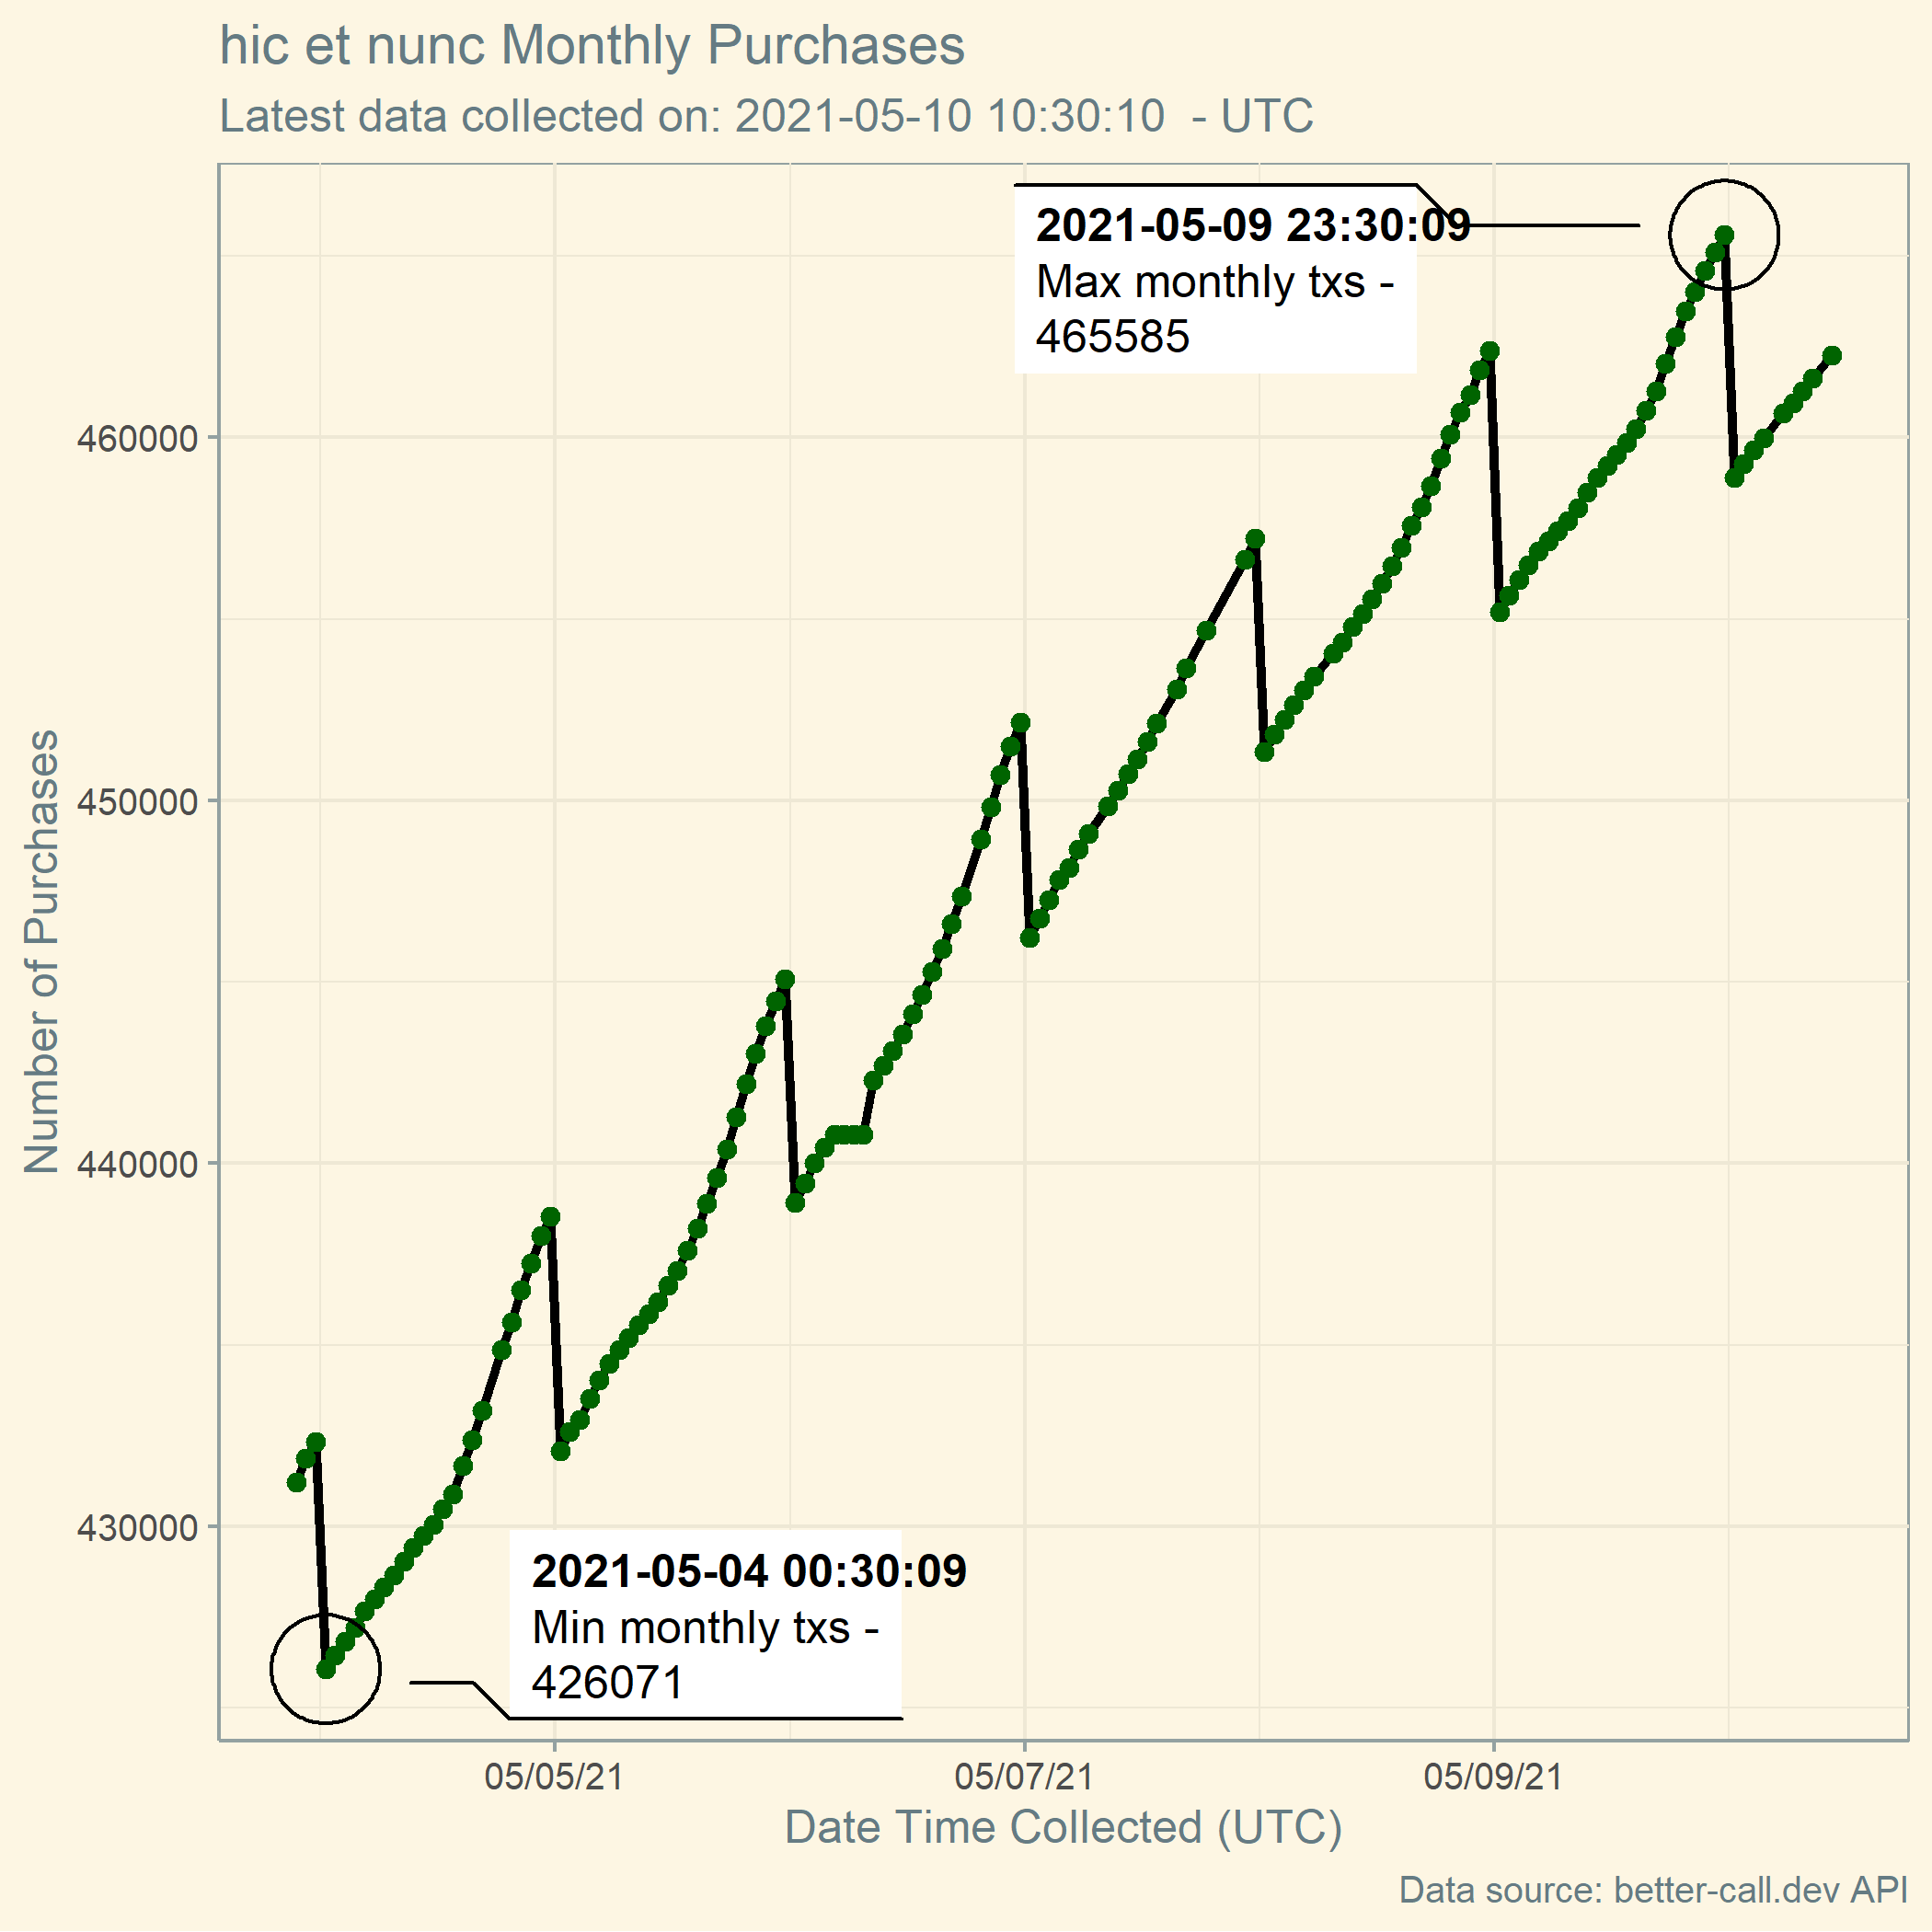 hic et nunc Monthly Purchases
Latest data collected on: 2021-05-10 10:30:10  - UTC
2021-05-09 23:30:09
Max monthly txs -
465585
460000
450000
440000
430000
Number of Purchases
2021-05-04 00:30:09
Min monthly txs -
426071
05/05/21
05/07/21
05/09/21
Date Time Collected (UTC)
Data source: better-call.dev API